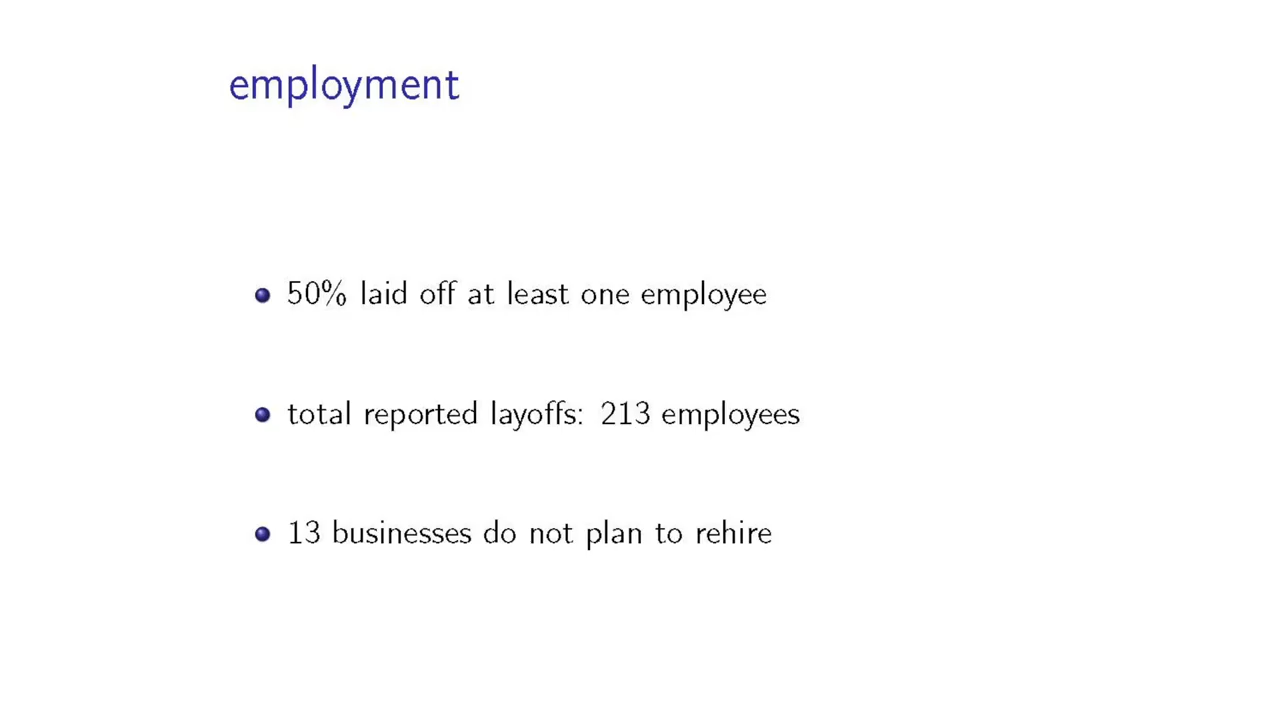 employment
50% laid off at least one employee
total reported layoffs: 213 employees
13 businesses do not plan to rehire